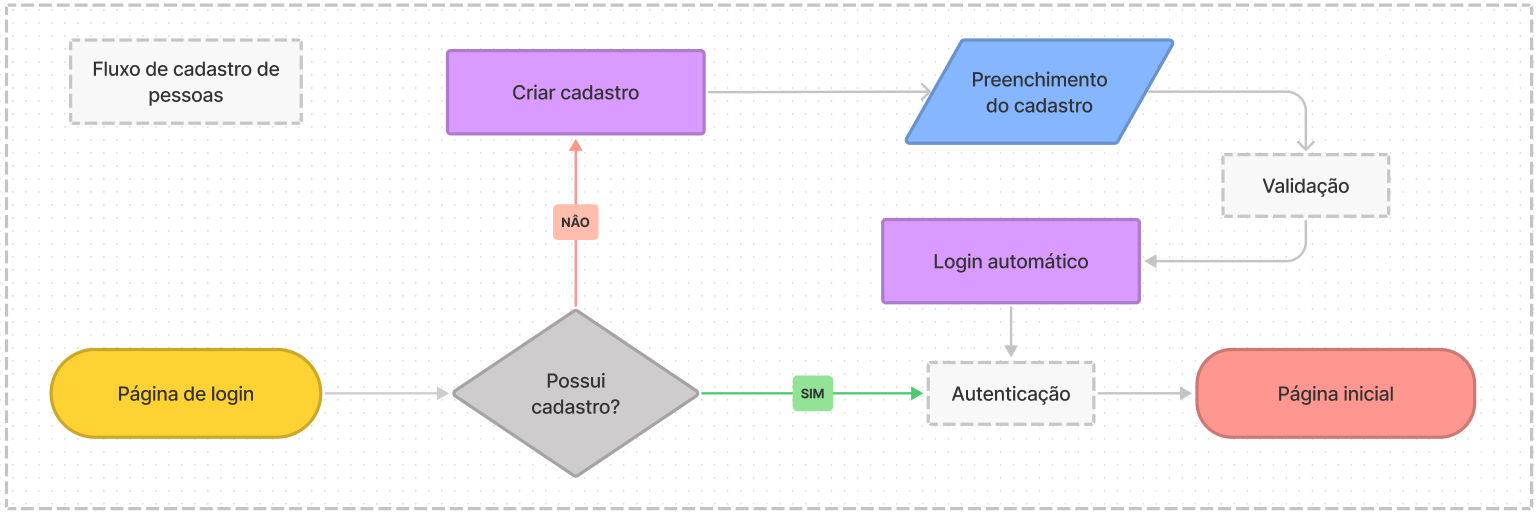 Fluxo de cadastro de
pessoas
Criar cadastro
Preenchimento
do cadastro
Validação
NÂO
Login automático
Página de login
Possui
cadastro?
SIM
Autenticação
Página inicial